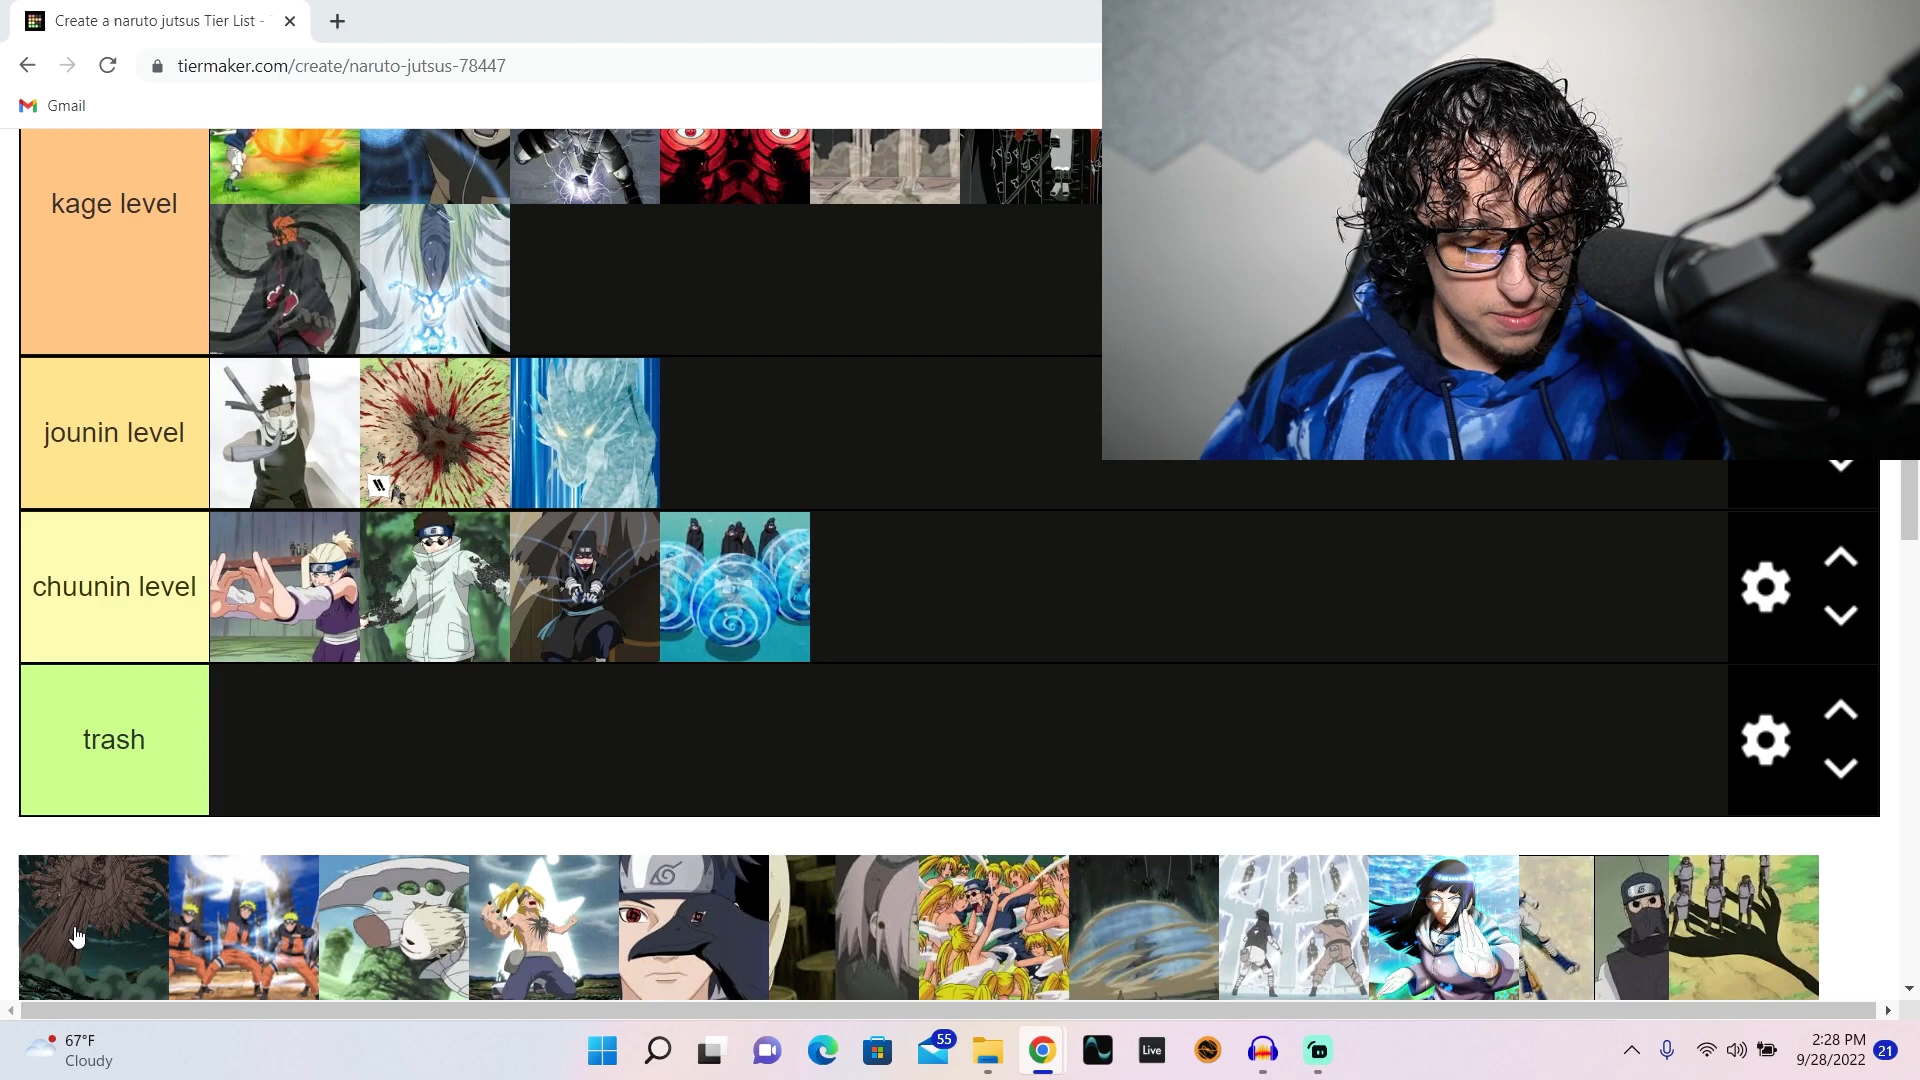 Create a naruto jutsus Tier List -
tiermaker.com/create/naruto-jutsus-78447
Gmail
kage level
jounin level
chuunin level
trash
67°F
Cloudy
55
Live
2:28 PM
9/28/2022
21